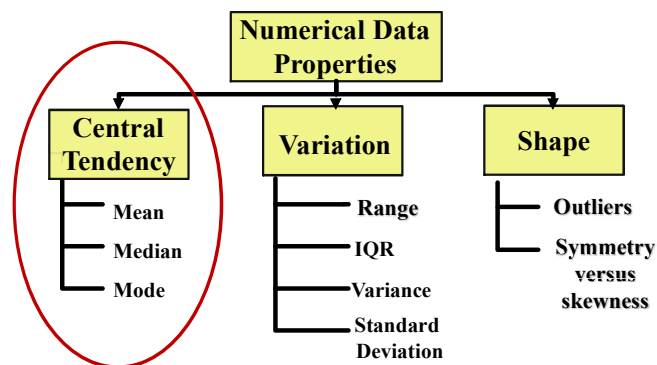 Numerical Data
Properties
Central
Tendency
Mean
Median
Mode
Variation
Range
IQR
Variance
Standard
Deviation
Shape
Outliers
Symmetry
versus
skewness